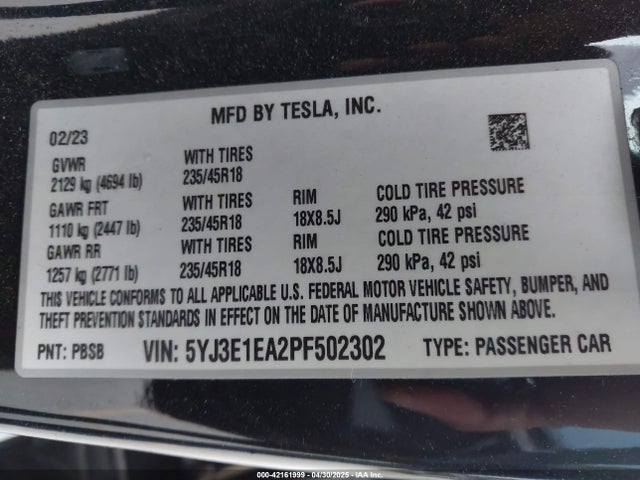 MFD BY TESLA, INC.
02/23
GVWR WITH TIRES
2129 kg (4694 lb) 235/45R18
GAWR FRT WITH TIRES RIM COLD TIRE PRESSURE
1110 kg (2447 lb) 235/45R18 18X8.5J 290 kPa, 42 psi
GAWR RR WITH TIRES RIM COLD TIRE PRESSURE
1257 kg (2771 lb) 235/45R18 18X8.5J 290 kPa, 42 psi
THIS VEHICLE CONFORMS TO ALL APPLICABLE U.S. FEDERAL MOTOR VEHICLE SAFETY, BUMPER, AND
THEFT PREVENTION STANDARDS IN EFFECT ON THE DATE OF MANUFACTURE SHOWN ABOVE.
PNT: PBSB VIN: 5YJ3E1EA2PF502302 TYPE: PASSENGER CAR
000-42161999 - 04/30/2025 - IAA Inc.